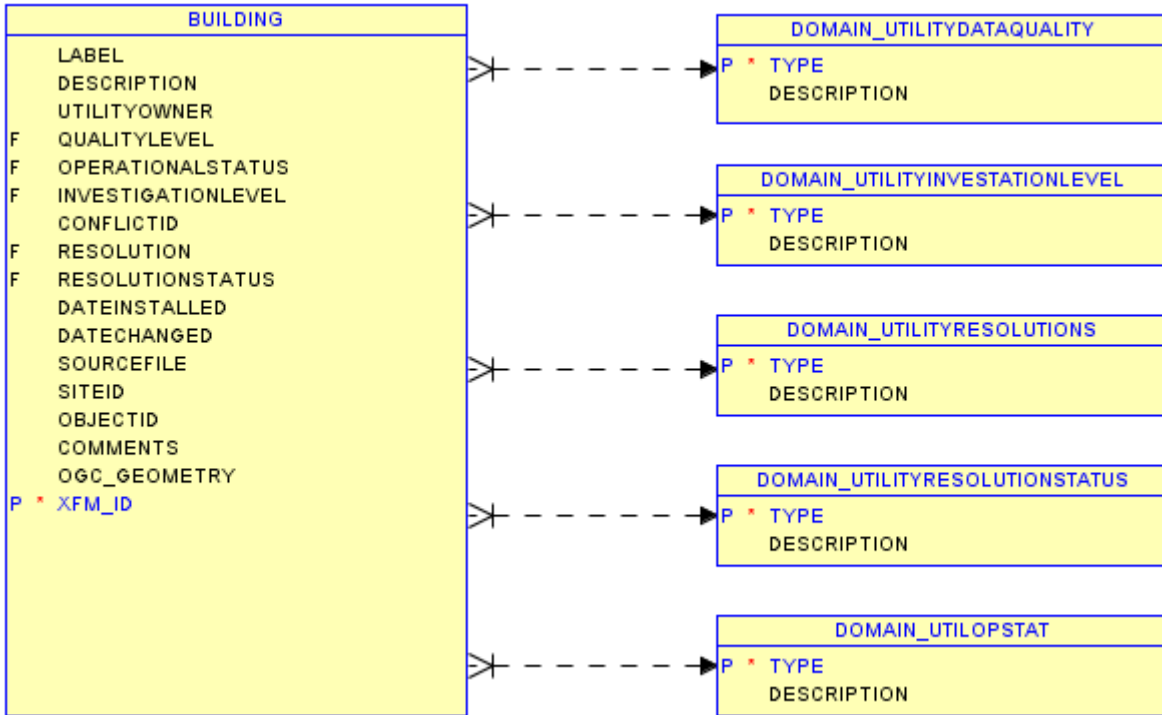 BUILDING
LABEL
DESCRIPTION
UTILITYOWNER
F QUALITYLEVEL
F OPERATIONALSTATUS
F INVESTIGATIONLEVEL
CONFLICTID
F RESOLUTION
F RESOLUTIONSTATUS
DATEINSTALLED
DATECHANGED
SOURCEFILE
SITEID
OBJECTID
COMMENTS
OGC_GEOMETRY
P * XFM_ID
DOMAIN_UTILITYDATAQUALITY
P * TYPE
DESCRIPTION
DOMAIN_UTILITYINVESTATIONLEVEL
P * TYPE
DESCRIPTION
DOMAIN_UTILITYRESOLUTIONS
P * TYPE
DESCRIPTION
DOMAIN_UTILITYRESOLUTIONSTATUS
P * TYPE
DESCRIPTION
DOMAIN_UTILOPSTAT
P * TYPE
DESCRIPTION